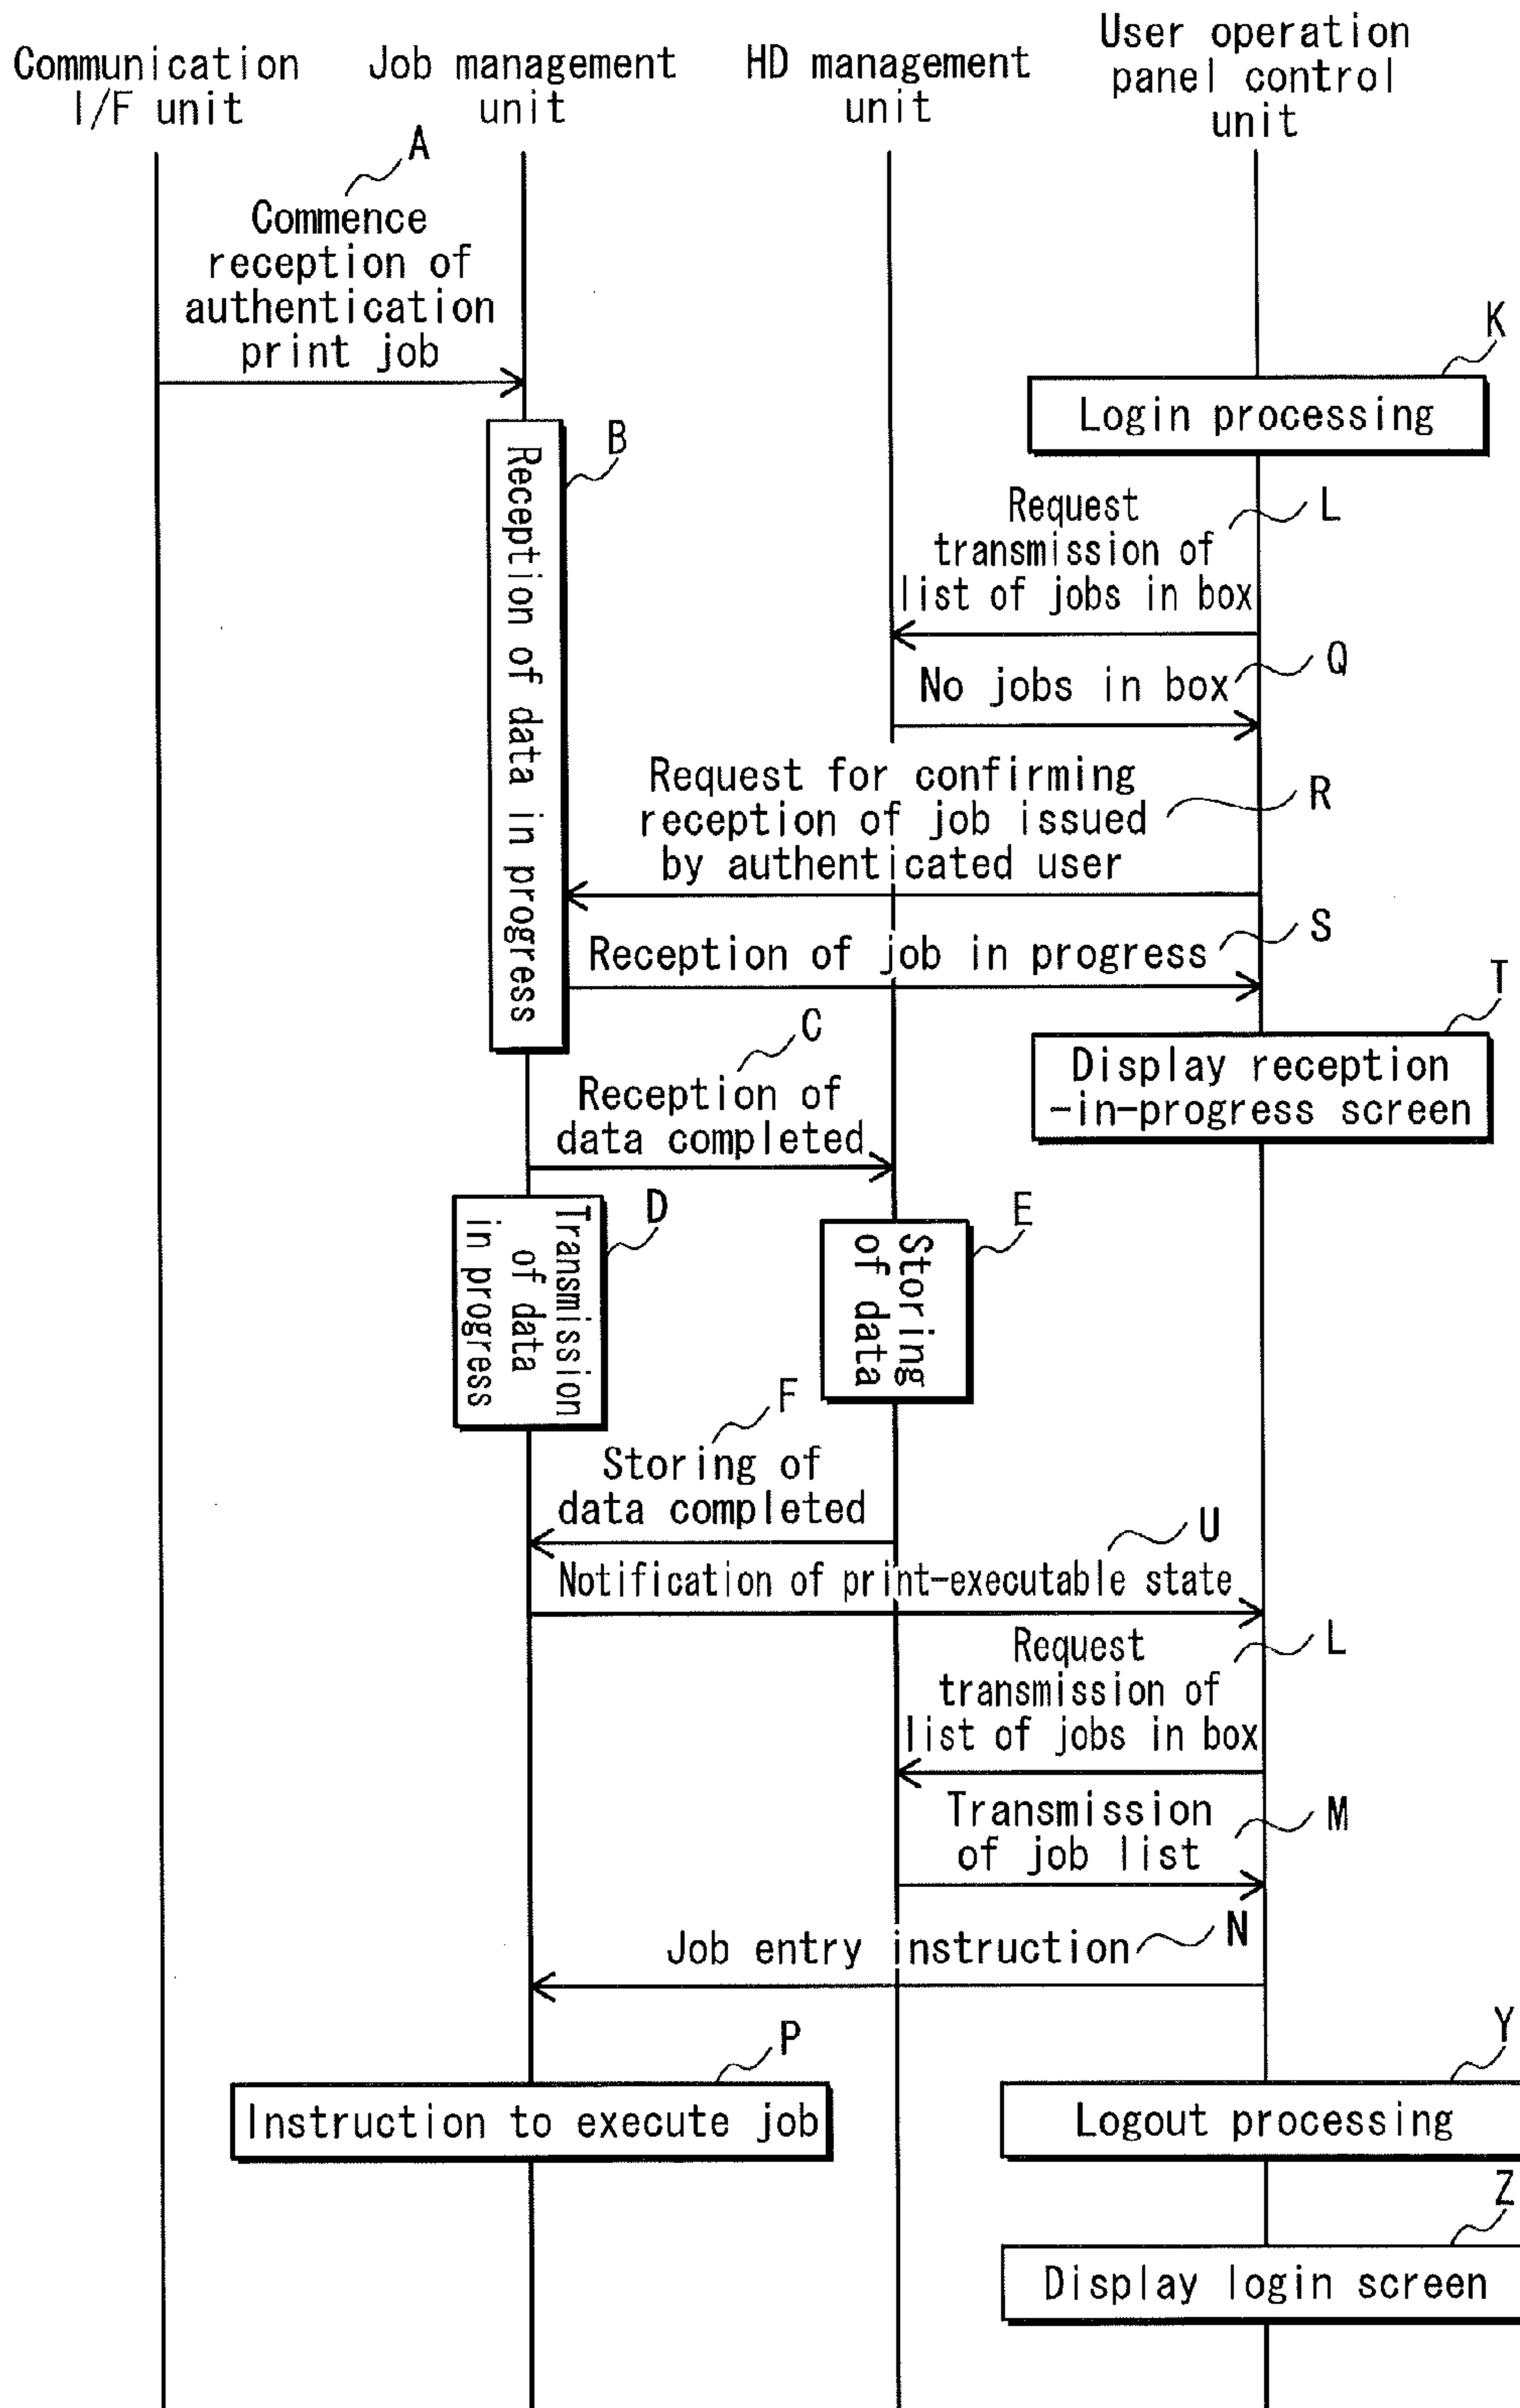 Communication
I/F unit
Job management
unit
HD management
unit
User operation
panel control
unit
A
Commence
reception of
authentication
print job
K
Login processing
B
Reception of data in progress
L
Request
transmission of
list of jobs in box
Q
No jobs in box
R
Request for confirming
reception of job issued
by authenticated user
S
Reception of job in progress
T
Display reception
-in-progress screen
C
Reception of
data completed
D
Transmission
of data
in progress
E
Storing
of data
F
Storing of
data completed
U
Notification of print-executable state
L
Request
transmission of
list of jobs in box
M
Transmission
of job list
N
Job entry instruction
P
Instruction to execute job
Y
Logout processing
Z
Display login screen